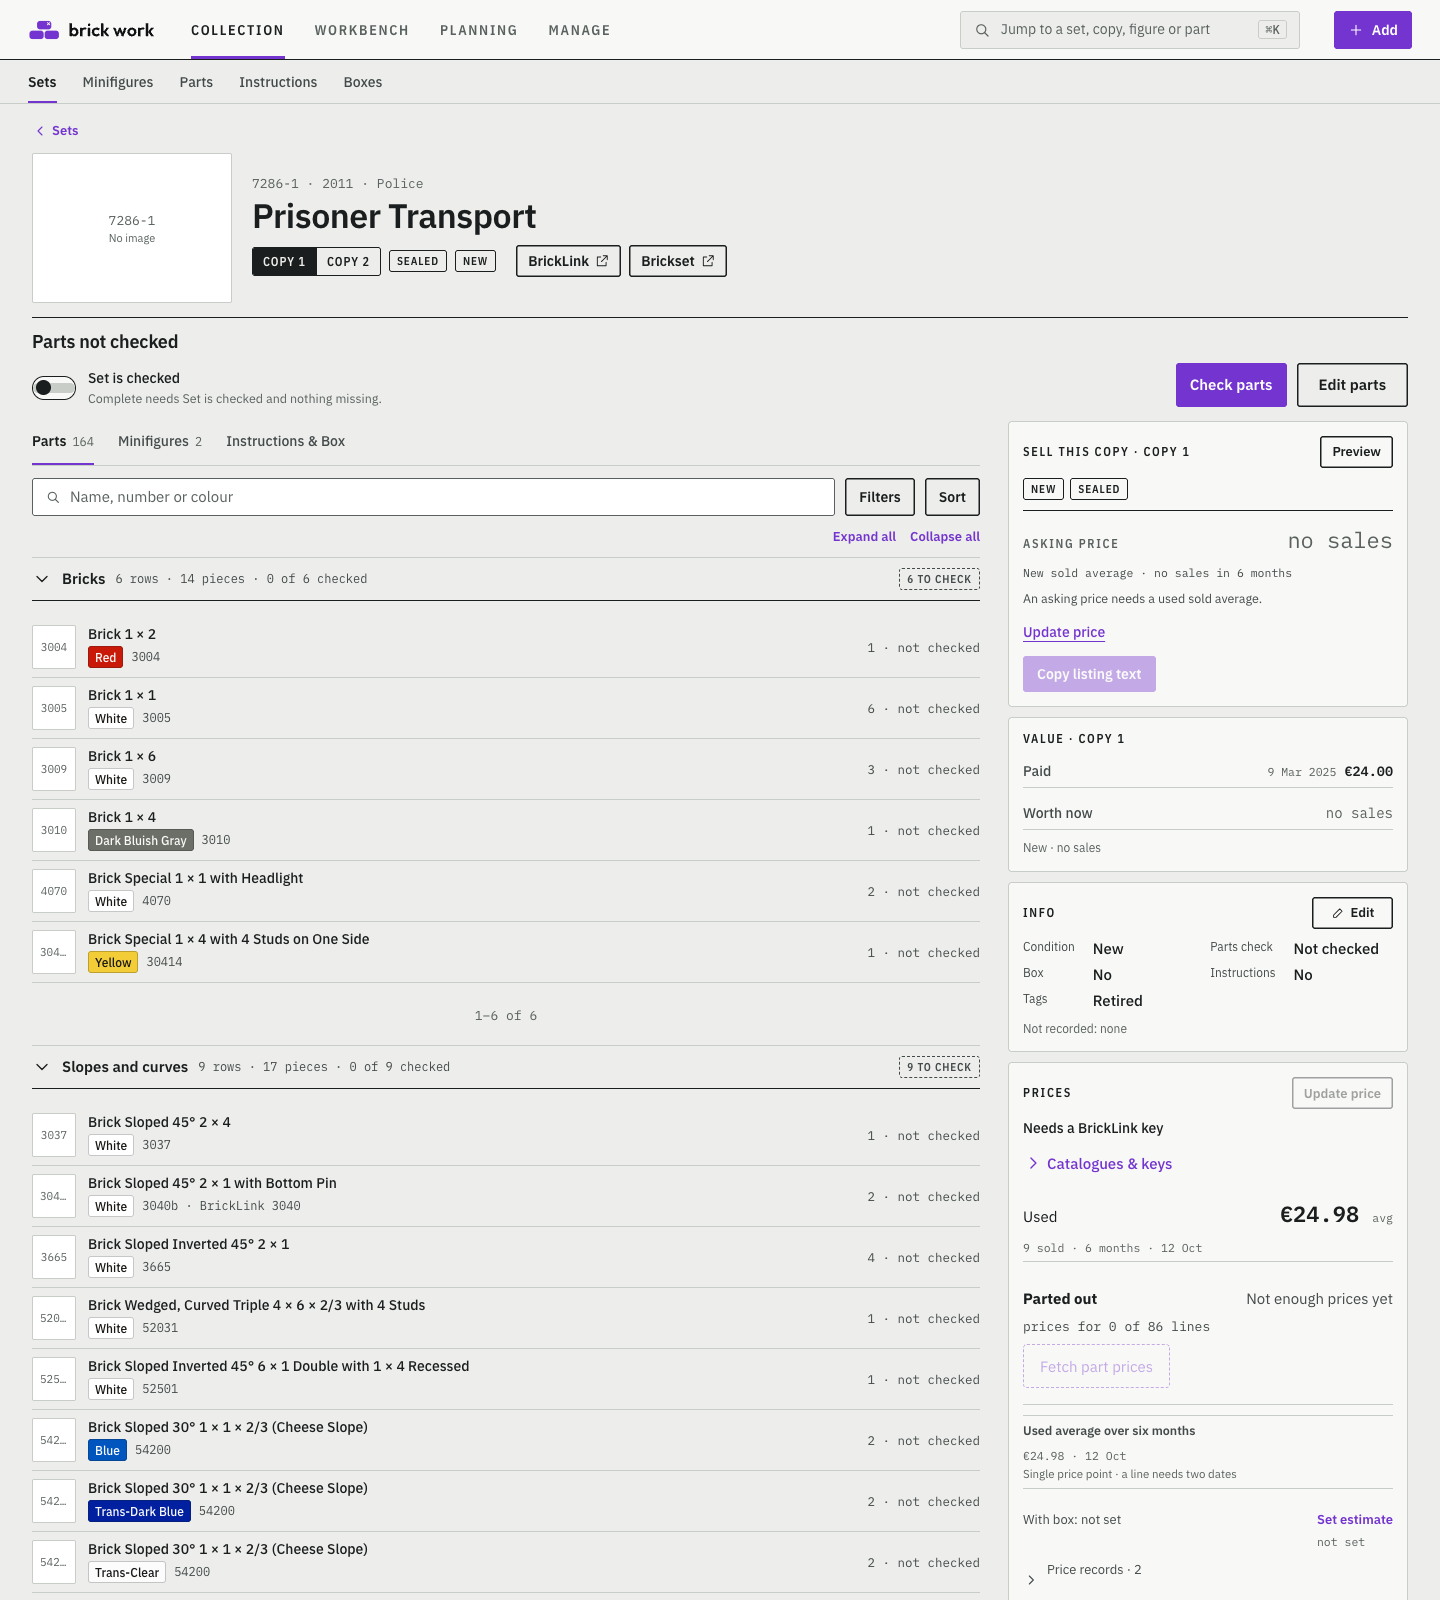 brick work
COLLECTION
WORKBENCH
PLANNING
MANAGE
Jump to a set, copy, figure or part
⌘K
+ Add
Sets
Minifigures
Parts
Instructions
Boxes
Sets
7286-1
No image
7286-1 · 2011 · Police
Prisoner Transport
COPY 1
COPY 2
SEALED
NEW
BrickLink
Brickset
Parts not checked
Set is checked
Complete needs Set is checked and nothing missing.
Check parts
Edit parts
Parts 164
Minifigures 2
Instructions & Box
Name, number or colour
Filters
Sort
Expand all
Collapse all
Bricks 6 rows · 14 pieces · 0 of 6 checked
6 TO CHECK
3004
Brick 1 × 2
Red 3004
1 · not checked
3005
Brick 1 × 1
White 3005
6 · not checked
3009
Brick 1 × 6
White 3009
3 · not checked
3010
Brick 1 × 4
Dark Bluish Gray 3010
1 · not checked
4070
Brick Special 1 × 1 with Headlight
White 4070
2 · not checked
304…
Brick Special 1 × 4 with 4 Studs on One Side
Yellow 30414
1 · not checked
1–6 of 6
Slopes and curves 9 rows · 17 pieces · 0 of 9 checked
9 TO CHECK
3037
Brick Sloped 45° 2 × 4
White 3037
1 · not checked
304…
Brick Sloped 45° 2 × 1 with Bottom Pin
White 3040b · BrickLink 3040
2 · not checked
3665
Brick Sloped Inverted 45° 2 × 1
White 3665
4 · not checked
520…
Brick Wedged, Curved Triple 4 × 6 × 2/3 with 4 Studs
White 52031
1 · not checked
525…
Brick Sloped Inverted 45° 6 × 1 Double with 1 × 4 Recessed
White 52501
1 · not checked
542…
Brick Sloped 30° 1 × 1 × 2/3 (Cheese Slope)
Blue 54200
2 · not checked
542…
Brick Sloped 30° 1 × 1 × 2/3 (Cheese Slope)
Trans-Dark Blue 54200
2 · not checked
542…
Brick Sloped 30° 1 × 1 × 2/3 (Cheese Slope)
Trans-Clear 54200
2 · not checked
SELL THIS COPY · COPY 1
Preview
NEW
SEALED
ASKING PRICE
no sales
New sold average · no sales in 6 months
An asking price needs a used sold average.
Update price
Copy listing text
VALUE · COPY 1
Paid
9 Mar 2025 €24.00
Worth now
no sales
New · no sales
INFO
Edit
Condition New
Parts check Not checked
Box No
Instructions No
Tags Retired
Not recorded: none
PRICES
Update price
Needs a BrickLink key
Catalogues & keys
Used
€24.98 avg
9 sold · 6 months · 12 Oct
Parted out
Not enough prices yet
prices for 0 of 86 lines
Fetch part prices
Used average over six months
€24.98 · 12 Oct
Single price point · a line needs two dates
With box: not set
Set estimate
not set
Price records · 2